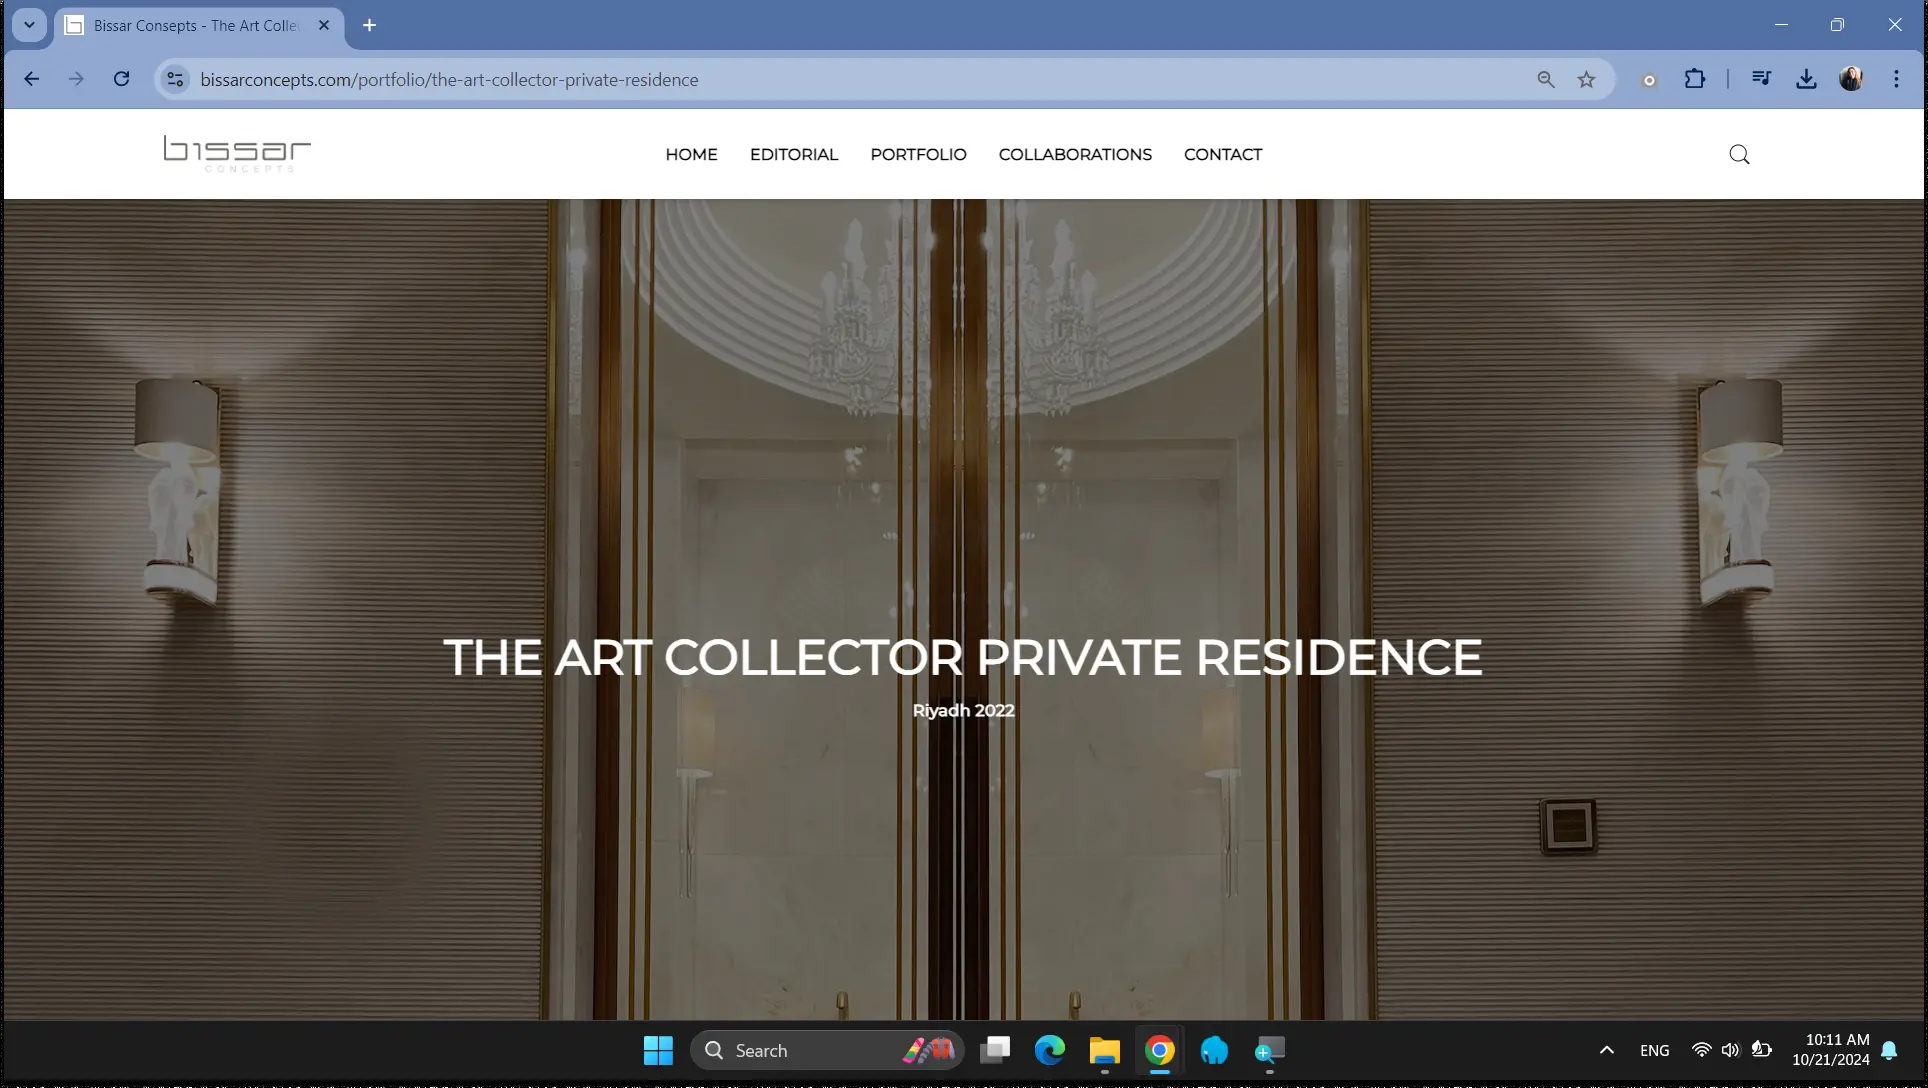 Bissar Consepts - The Art Colle
bissarconcepts.com/portfolio/the-art-collector-private-residence
bissar
CONCEPTS
HOME
EDITORIAL
PORTFOLIO
COLLABORATIONS
CONTACT
THE ART COLLECTOR PRIVATE RESIDENCE
Riyadh 2022
Search
ENG
10:11 AM
10/21/2024